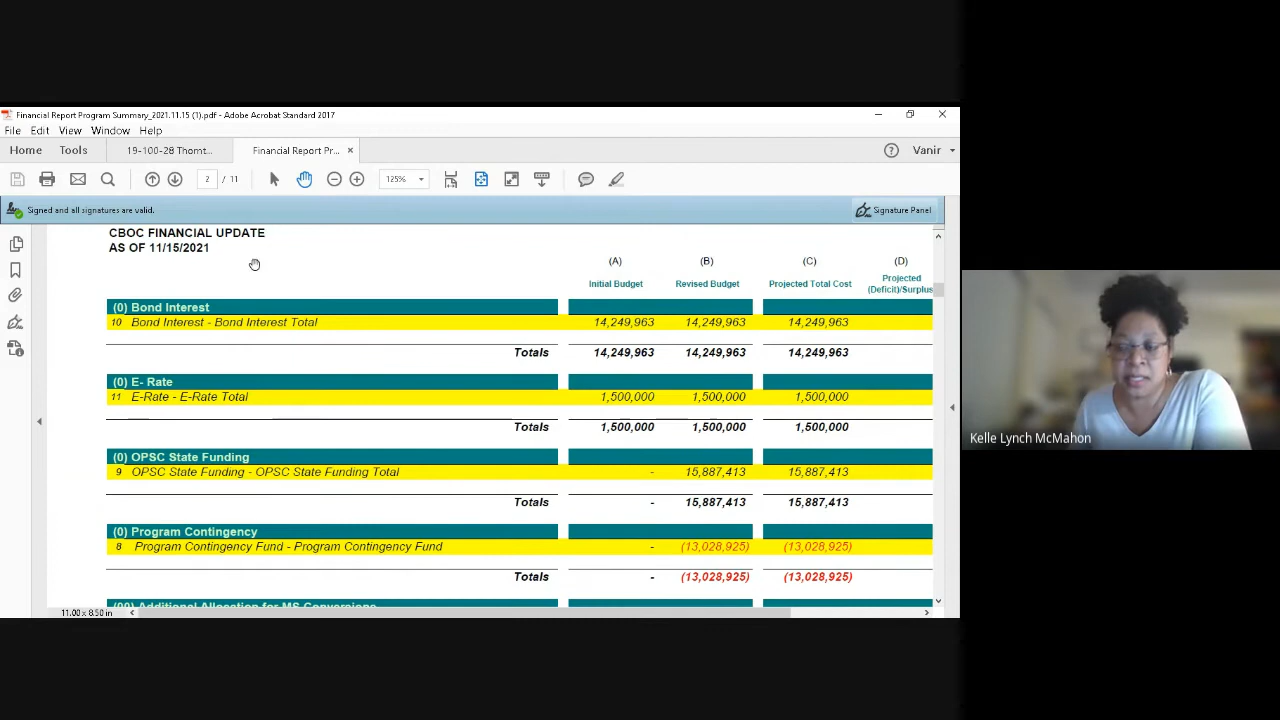 Financial Report Program Summary_2021.11.15 (1).pdf - Adobe Acrobat Standard 2017
File Edit View Window Help
Home Tools 19-100-28 Thornt... Financial Report Pr... × Vanir
2 / 11 125%
Signed and all signatures are valid. Signature Panel
CBOC FINANCIAL UPDATE
AS OF 11/15/2021
(A) (B) (C) (D)
Initial Budget Revised Budget Projected Total Cost Projected
(Deficit)/Surplus
(0) Bond Interest
10 Bond Interest - Bond Interest Total 14,249,963 14,249,963 14,249,963
Totals 14,249,963 14,249,963 14,249,963
(0) E- Rate
11 E-Rate - E-Rate Total 1,500,000 1,500,000 1,500,000
Totals 1,500,000 1,500,000 1,500,000
(0) OPSC State Funding
9 OPSC State Funding - OPSC State Funding Total - 15,887,413 15,887,413
Totals - 15,887,413 15,887,413
(0) Program Contingency
8 Program Contingency Fund - Program Contingency Fund - (13,028,925) (13,028,925)
Totals - (13,028,925) (13,028,925)
(00) Additional Allocation for MS Conversions
11.00 x 8.50 in
Kelle Lynch McMahon